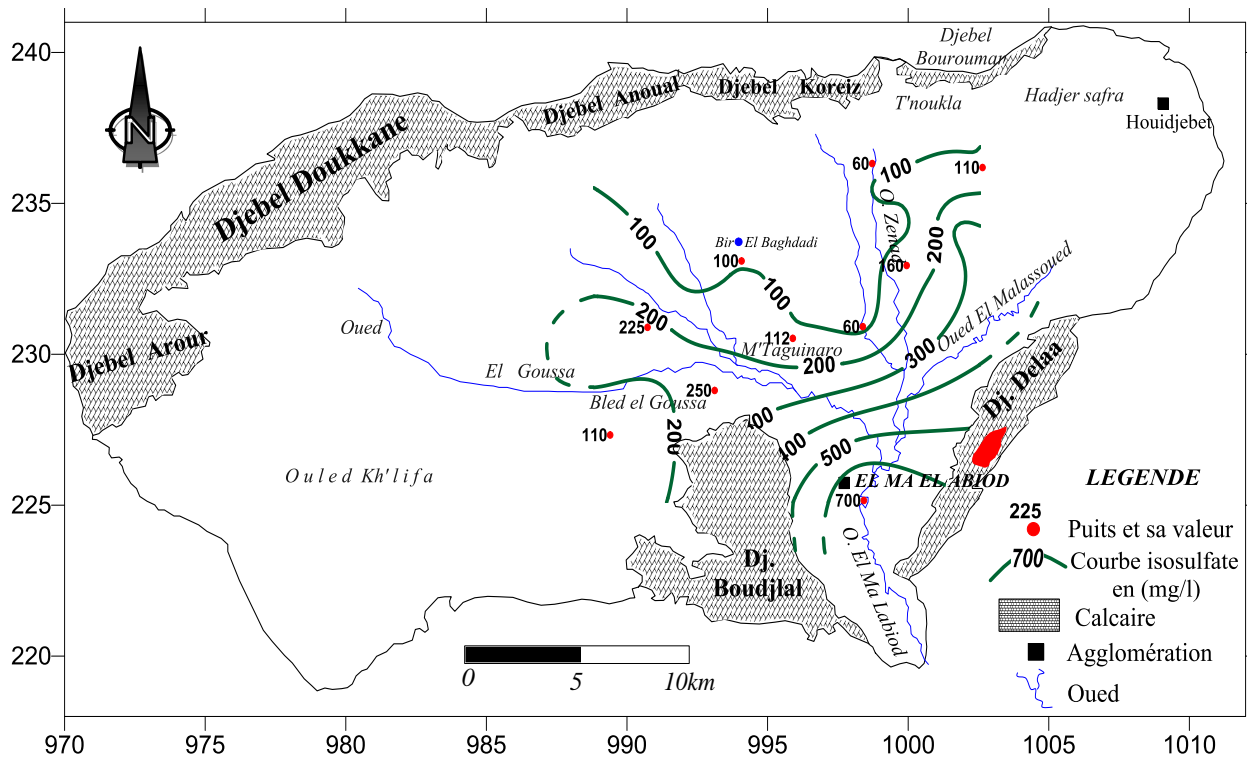 240
235
230
225
220
970
975
980
985
990
995
1000
1005
1010
N
Djebel
Bourouman
Djebel Anoual
Djebel Koreiz
T'noukla
Hadjer safra
Houidjebet
Djebel Doukkane
Djebel Arour
60
100
110
O. Zenad
100
Bir El Baghdadi
100
100
200
160
Oued El Malassoued
200
225
60
112
M'Taguinaro
200
300
Oued
El Goussa
250
Bled el Goussa
110
200
300
400
500
Dj. Delaa
Ouled Kh'lifa
EL MA EL ABIOD
700
O. El Ma Labiod
Dj.
Boudjlal
0 5 10km
LEGENDE
225
Puits et sa valeur
700
Courbe isosulfate
en (mg/l)
Calcaire
Agglomération
Oued